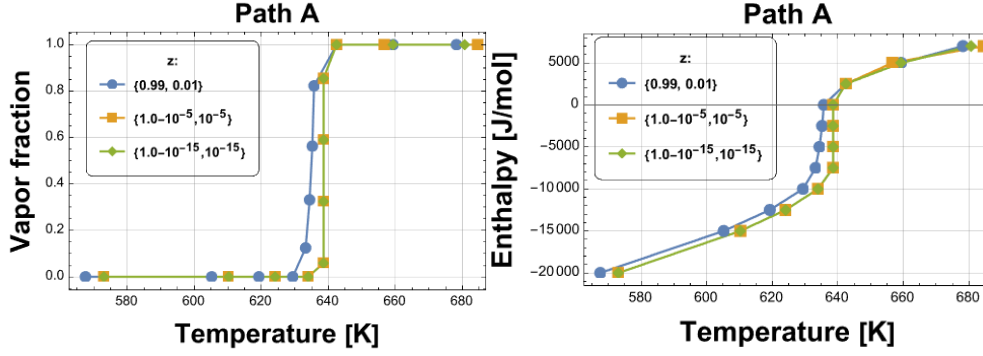 Path A
Vapor fraction
1.0
0.8
0.6
0.4
0.2
0.0
z:
{0.99, 0.01}
{1.0–10⁻⁵,10⁻⁵}
{1.0–10⁻¹⁵,10⁻¹⁵}
580 600 620 640 660 680
Temperature [K]
Path A
Enthalpy [J/mol]
5000
0
−5000
−10000
−15000
−20000
z:
{0.99, 0.01}
{1.0–10⁻⁵,10⁻⁵}
{1.0–10⁻¹⁵,10⁻¹⁵}
580 600 620 640 660 680
Temperature [K]